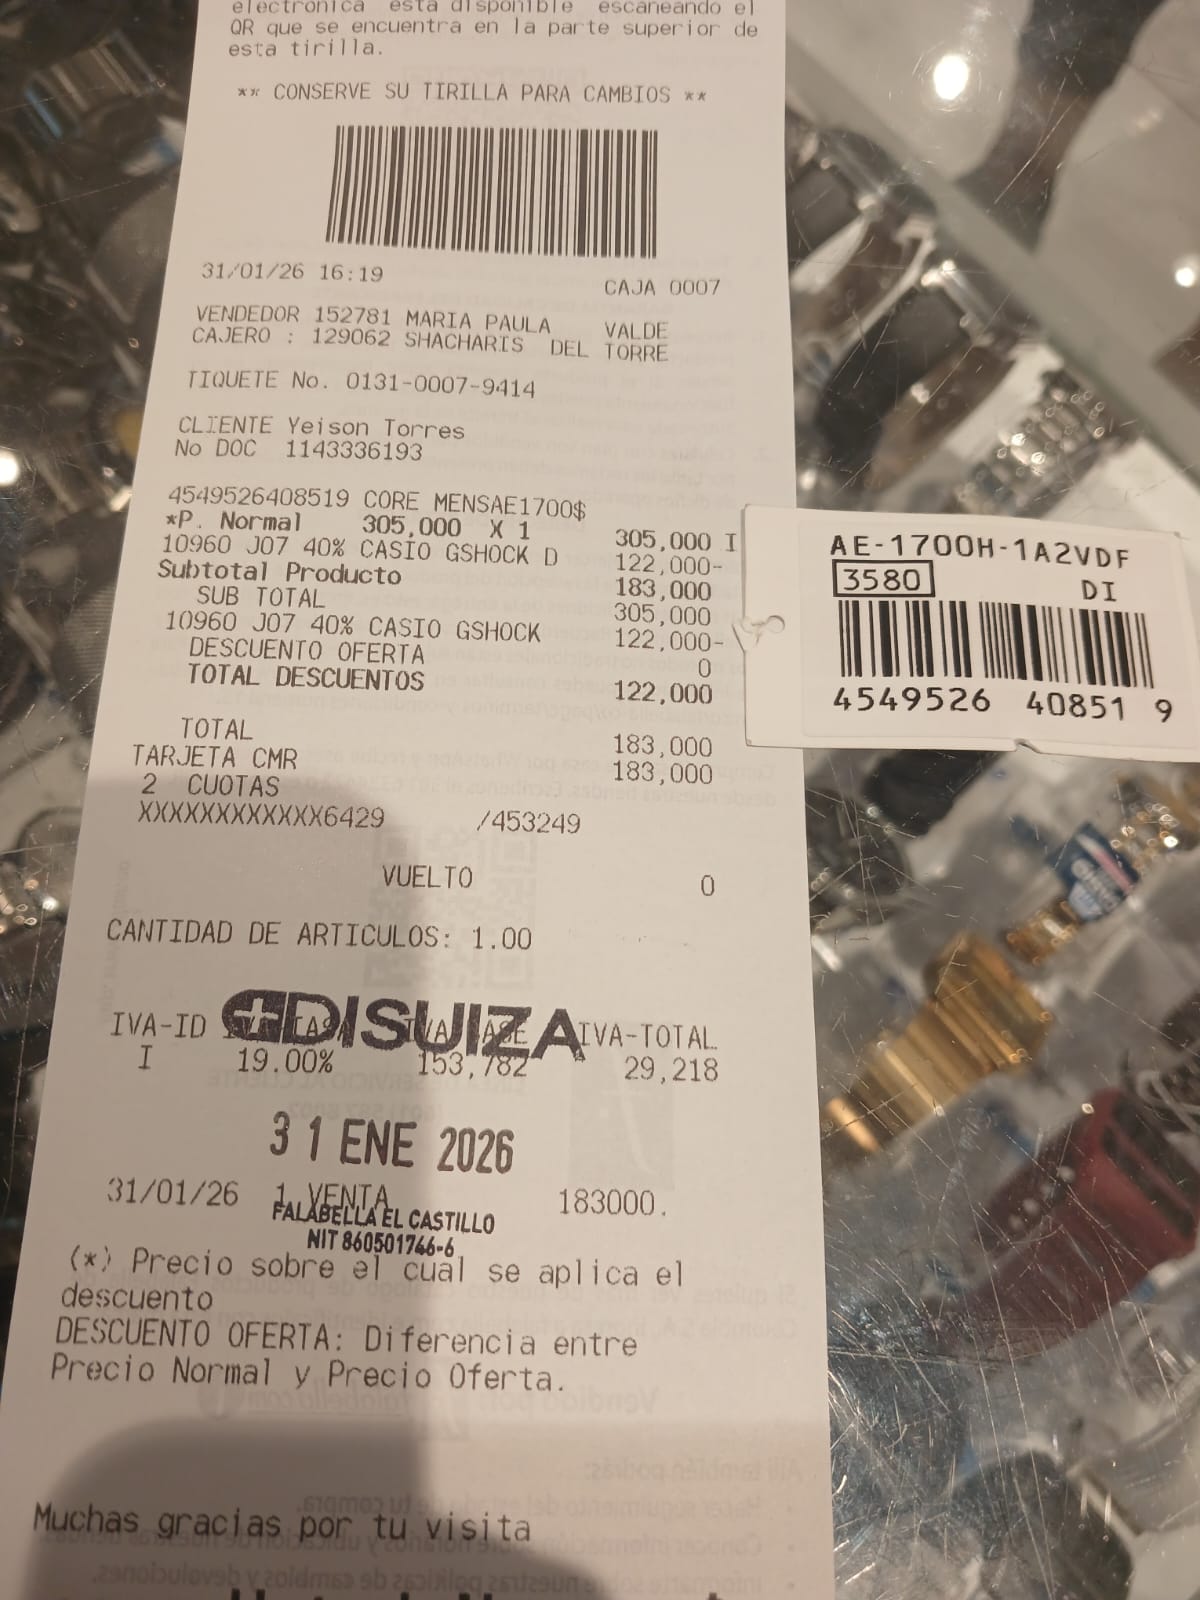 electrónica está disponible escaneando el
QR que se encuentra en la parte superior de
esta tirilla.
** CONSERVE SU TIRILLA PARA CAMBIOS **
31/01/26 16:19 CAJA 0007
VENDEDOR 152781 MARIA PAULA VALDE
CAJERO : 129062 SHACHARIS DEL TORRE
TIQUETE No. 0131-0007-9414
CLIENTE Yeison Torres
No DOC 1143336193
4549526408519 CORE MENSAE1700$
*P. Normal 305,000 X 1 305,000 I
10960 J07 40% CASIO GSHOCK D 122,000-
Subtotal Producto 183,000
SUB TOTAL 305,000
10960 J07 40% CASIO GSHOCK 122,000-
DESCUENTO OFERTA 0
TOTAL DESCUENTOS 122,000
TOTAL 183,000
TARJETA CMR 183,000
2 CUOTAS
XXXXXXXXXXXX6429 /453249
VUELTO 0
CANTIDAD DE ARTICULOS: 1.00
DISUIZA
IVA-ID IVA-TOTAL
I 19.00% 153,782 29,218
31 ENE 2026
31/01/26 1 VENTA 183000.
FALABELLA EL CASTILLO
NIT 860501746-6
(*) Precio sobre el cual se aplica el
descuento
DESCUENTO OFERTA: Diferencia entre
Precio Normal y Precio Oferta.
Muchas gracias por tu visita
AE-1700H-1A2VDF
3580 DI
4549526 40851 9